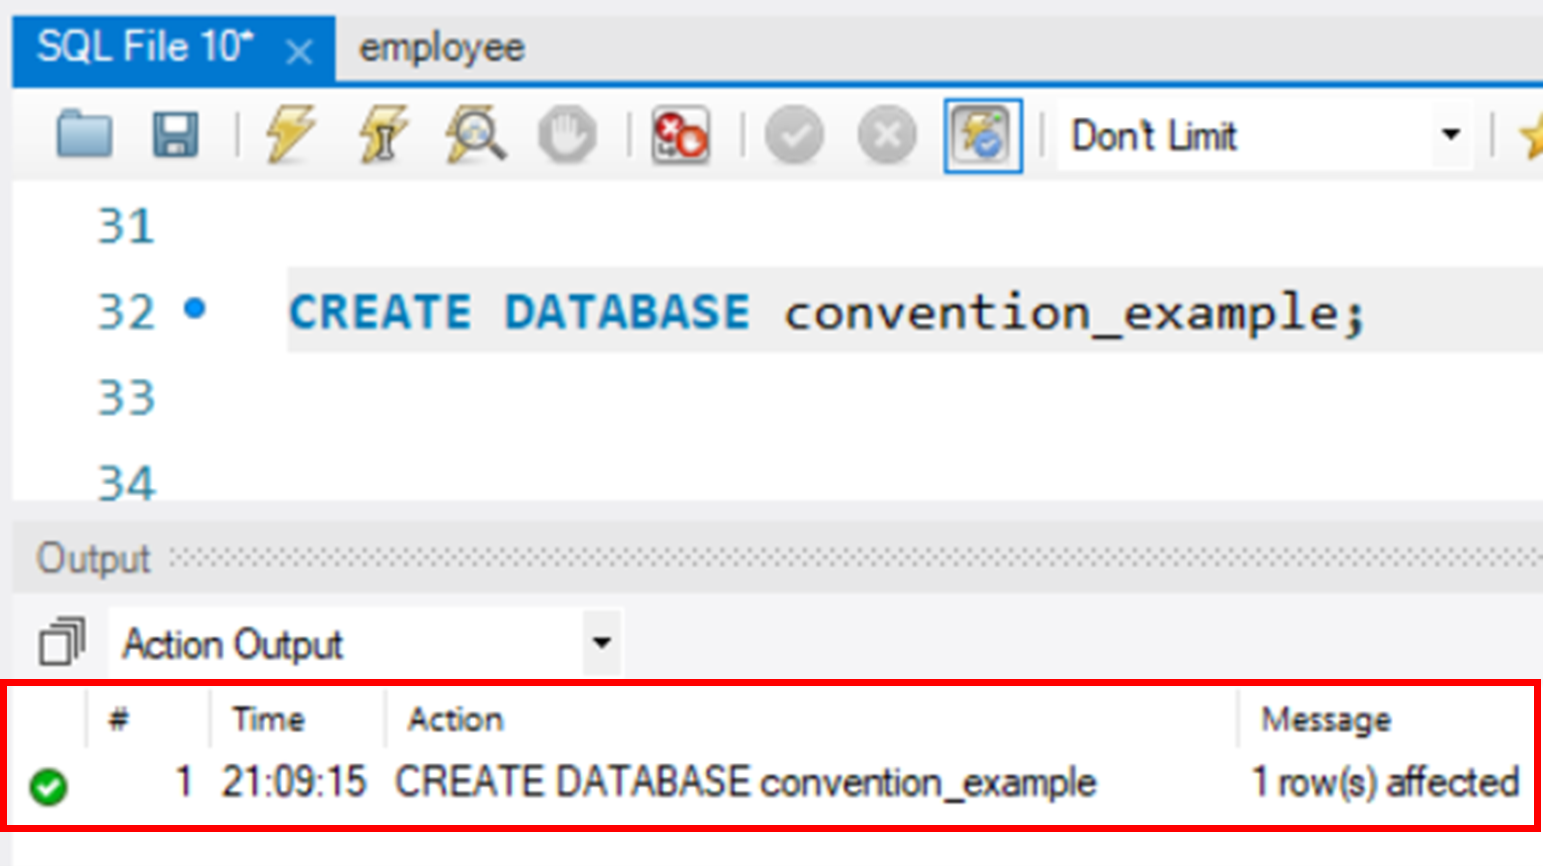 SQL File 10* employee
Don't Limit
31
32 CREATE DATABASE convention_example;
33
34
Output
Action Output
# Time Action Message
1 21:09:15 CREATE DATABASE convention_example 1 row(s) affected